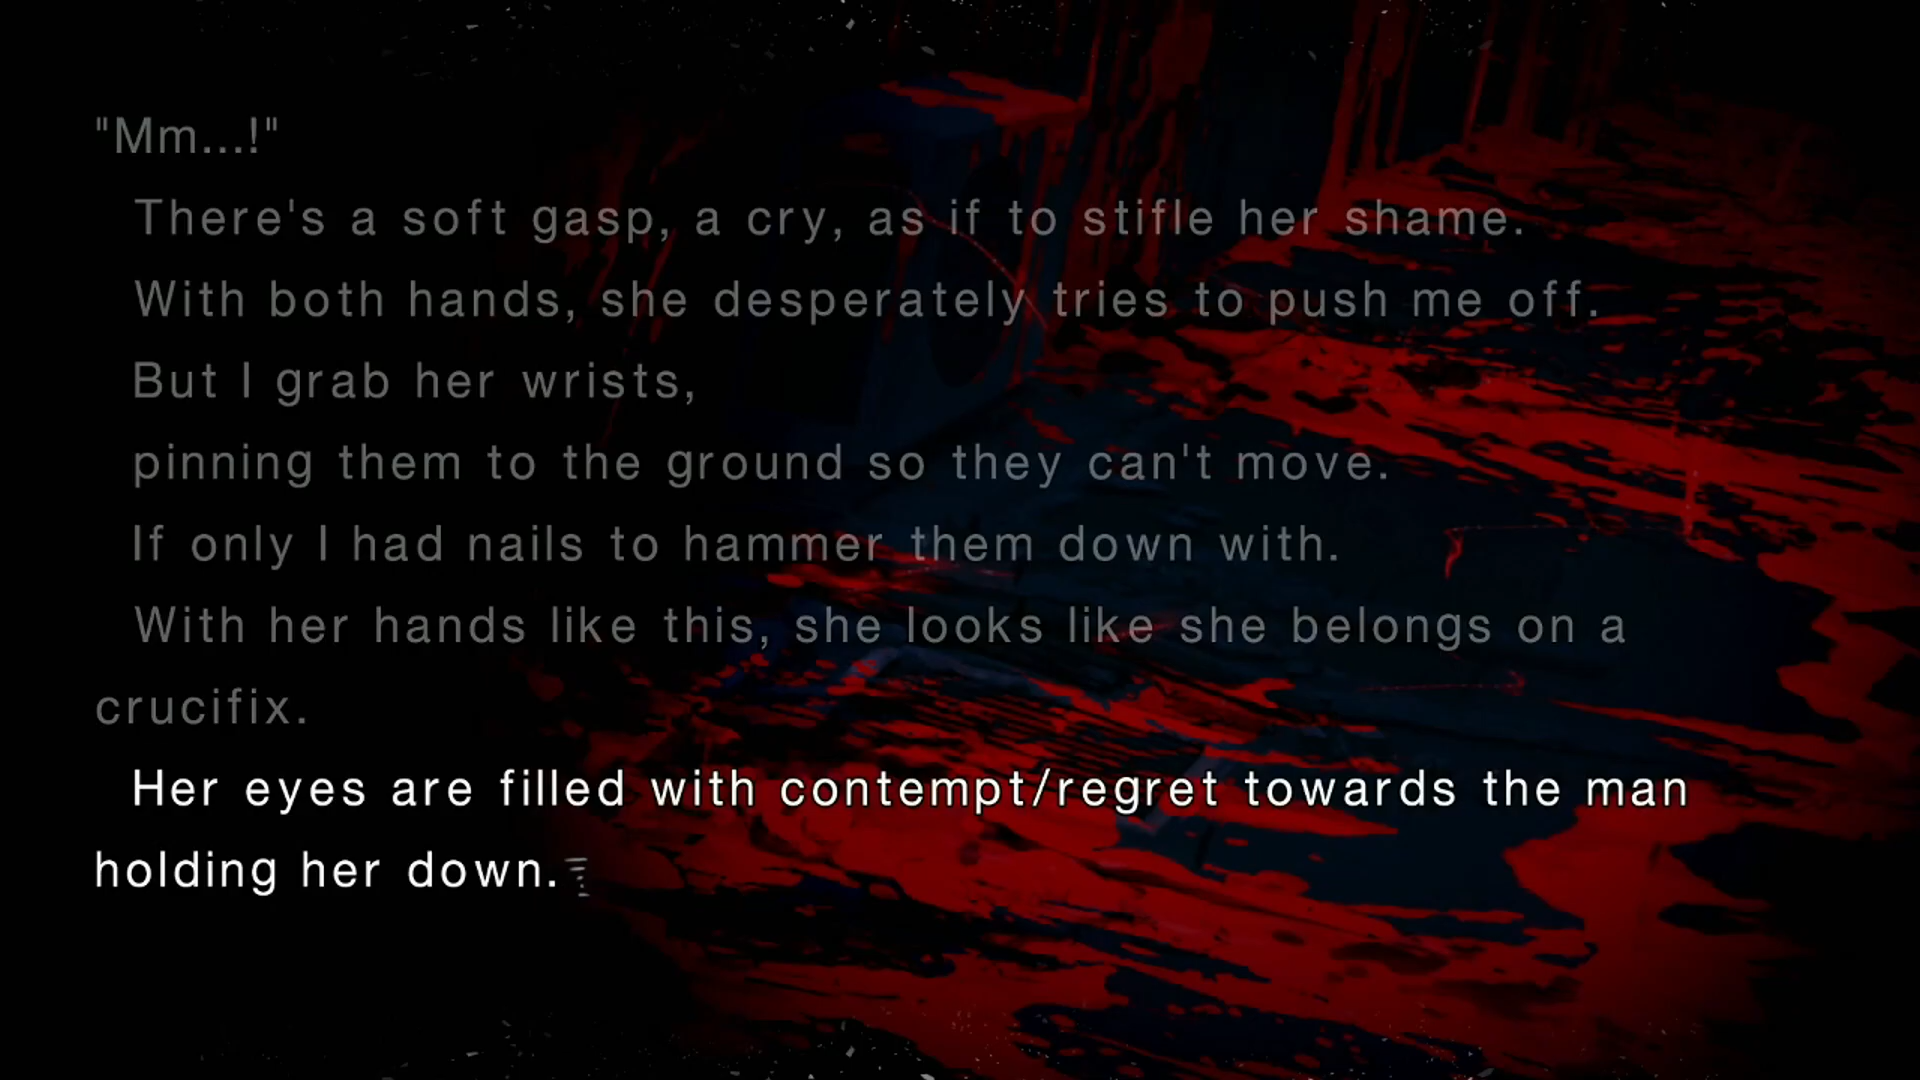 "Mm...!"
There's a soft gasp, a cry, as if to stifle her shame.
With both hands, she desperately tries to push me off.
But I grab her wrists,
pinning them to the ground so they can't move.
If only I had nails to hammer them down with.
With her hands like this, she looks like she belongs on a
crucifix.
Her eyes are filled with contempt/regret towards the man
holding her down.